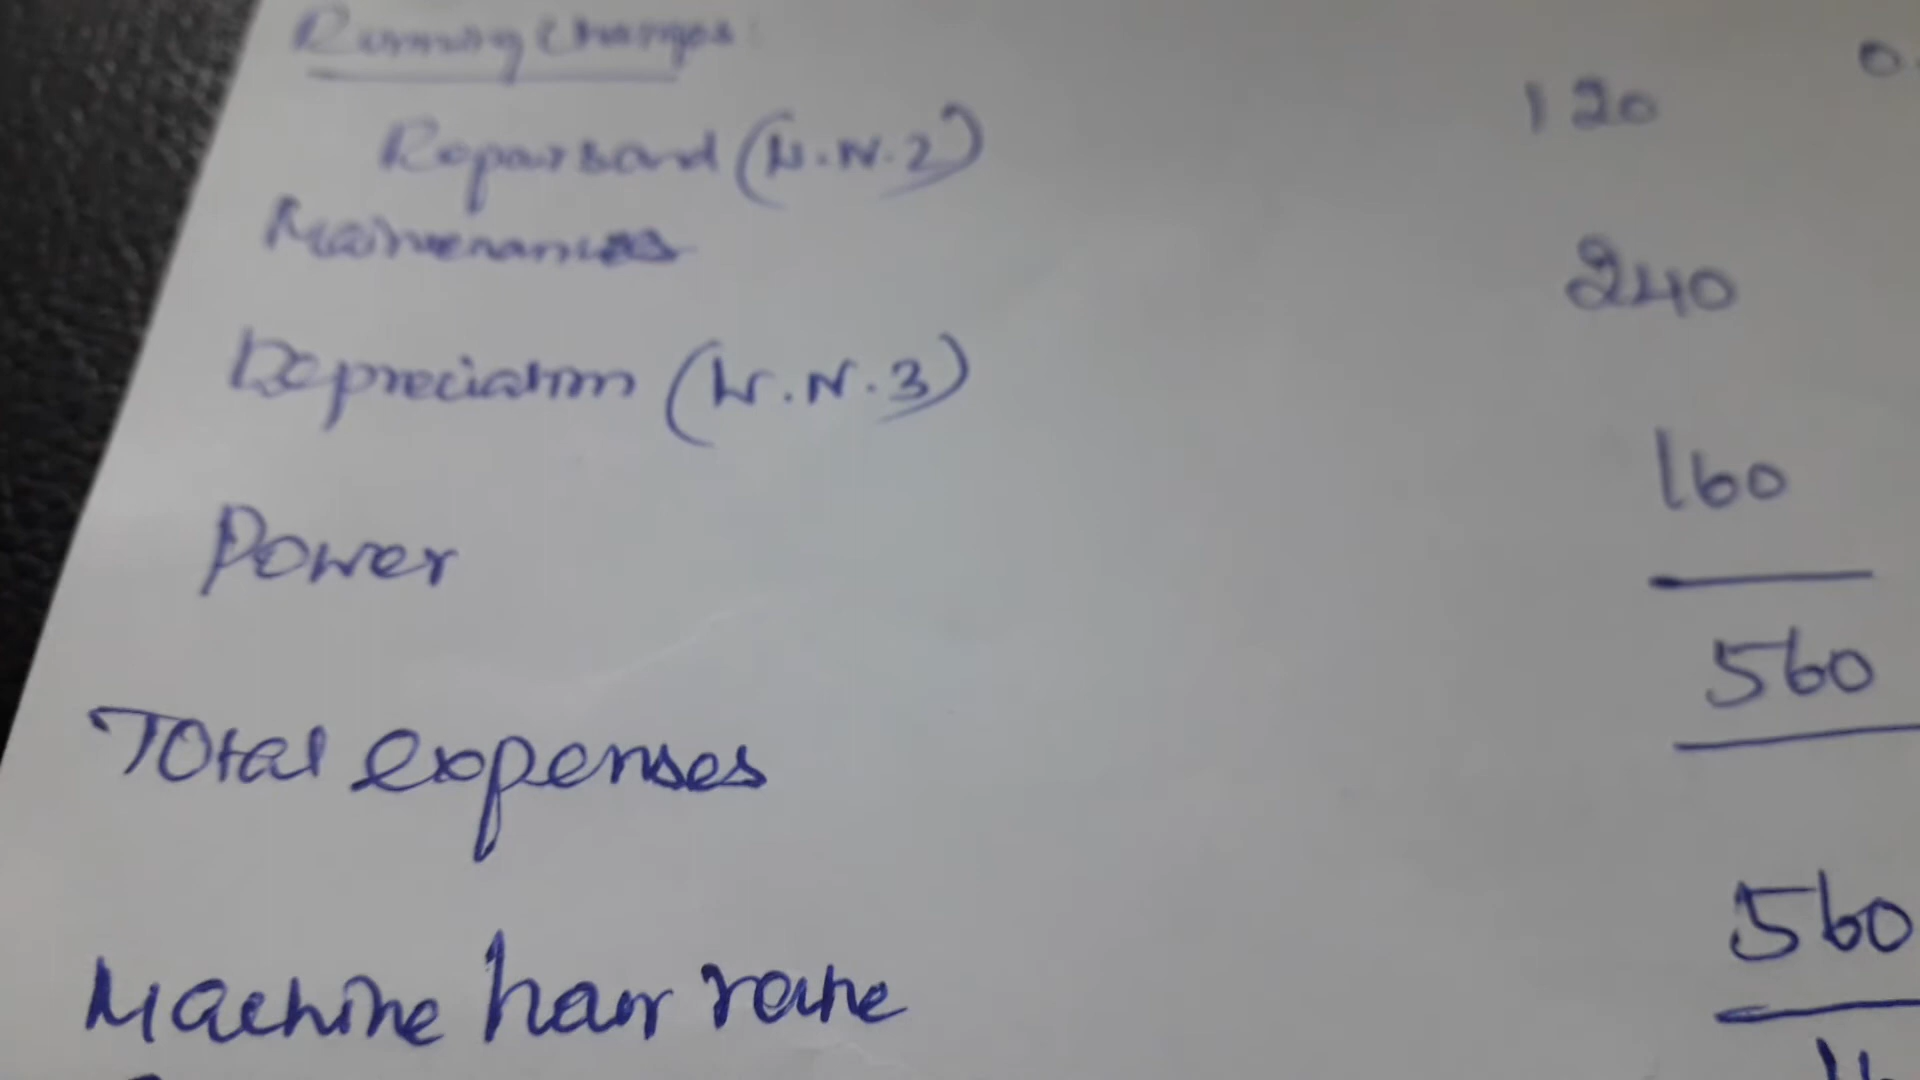 Running Charges:
0.
Repairs and (W.N.2) 120
Maintenances
Depreciation (W.N.3) 240
Power 160
560
Total expenses
560
Machine hour rate